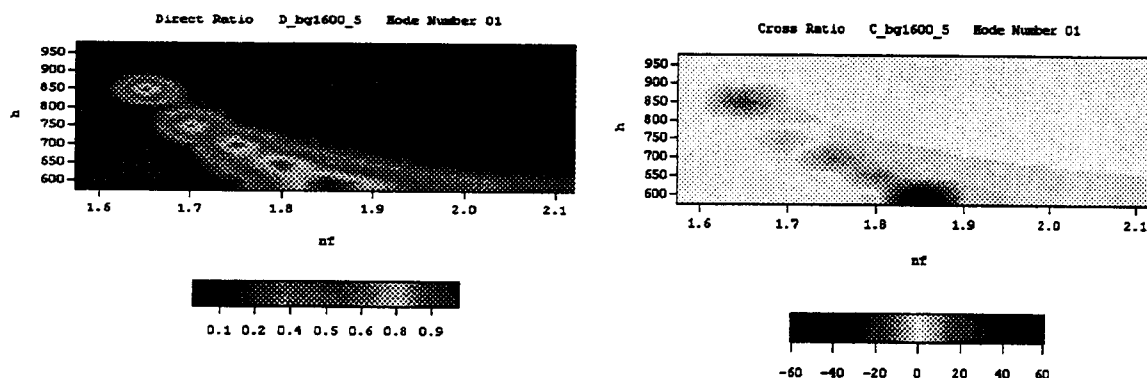 Direct Ratio D_bg1600_5 Mode Number 01
950
900
850
800
750
700
650
600
h
1.6 1.7 1.8 1.9 2.0 2.1
nf
0.1 0.2 0.4 0.5 0.6 0.8 0.9
Cross Ratio C_bg1600_5 Mode Number 01
950
900
850
800
750
700
650
600
h
1.6 1.7 1.8 1.9 2.0 2.1
nf
-60 -40 -20 0 20 40 60